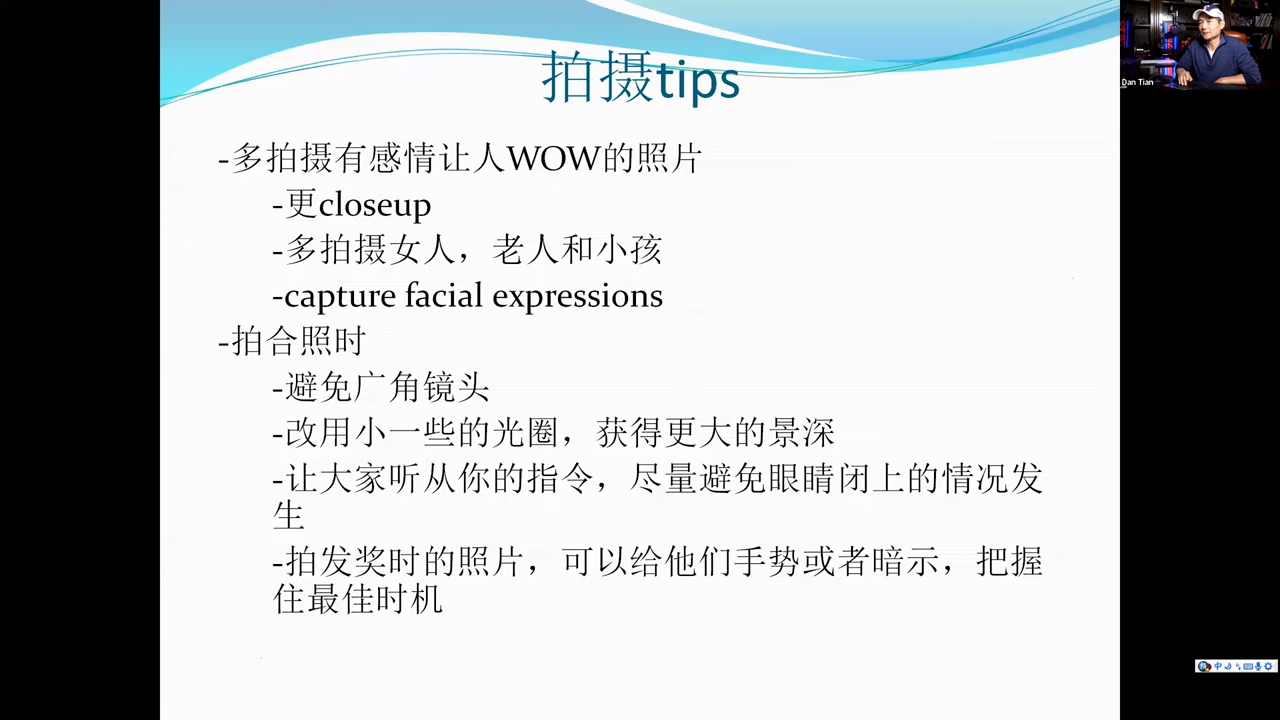 Dan Tian
拍摄tips
-多拍摄有感情让人WOW的照片
-更closeup
-多拍摄女人，老人和小孩
-capture facial expressions
-拍合照时
-避免广角镜头
-改用小一些的光圈，获得更大的景深
-让大家听从你的指令，尽量避免眼睛闭上的情况发
生
-拍发奖时的照片，可以给他们手势或者暗示，把握
住最佳时机
中